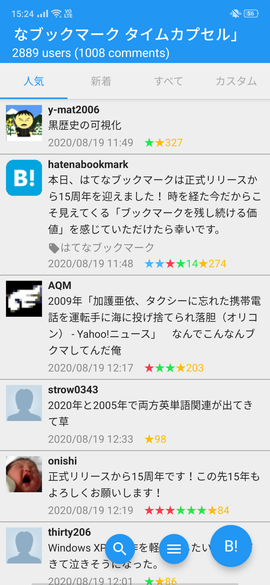 15:24
56
なブックマーク タイムカプセル」
2889 users (1008 comments)
人気 新着 すべて カスタム
y-mat2006
黒歴史の可視化
2020/08/19 11:49 ★★327
B!
hatenabookmark
本日、はてなブックマークは正式リリースか
ら15周年を迎えました！ 時を経た今だからこ
そ見えてくる「ブックマークを残し続ける価
値」を感じていただけたら幸いです。
はてなブックマーク
2020/08/19 11:48 ★★★★14★274
AQM
2009年「加護亜依、タクシーに忘れた携帯電
話を運転手に海に投げ捨てられ落胆（オリコ
ン） - Yahoo!ニュース」 なんでこんなんブ
クマしてんだ俺
2020/08/19 12:17 ★★★★203
strow0343
2020年と2005年で両方英単語関連が出てき
て草
2020/08/19 12:33 ★98
onishi
正式リリースから15周年です！この先15年も
よろしくお願いします！
2020/08/19 12:19 ★★★★★★★84
thirty206
Windows XP
きて泣きそうになった。
2020/08/19 12:01 ★★86
B!